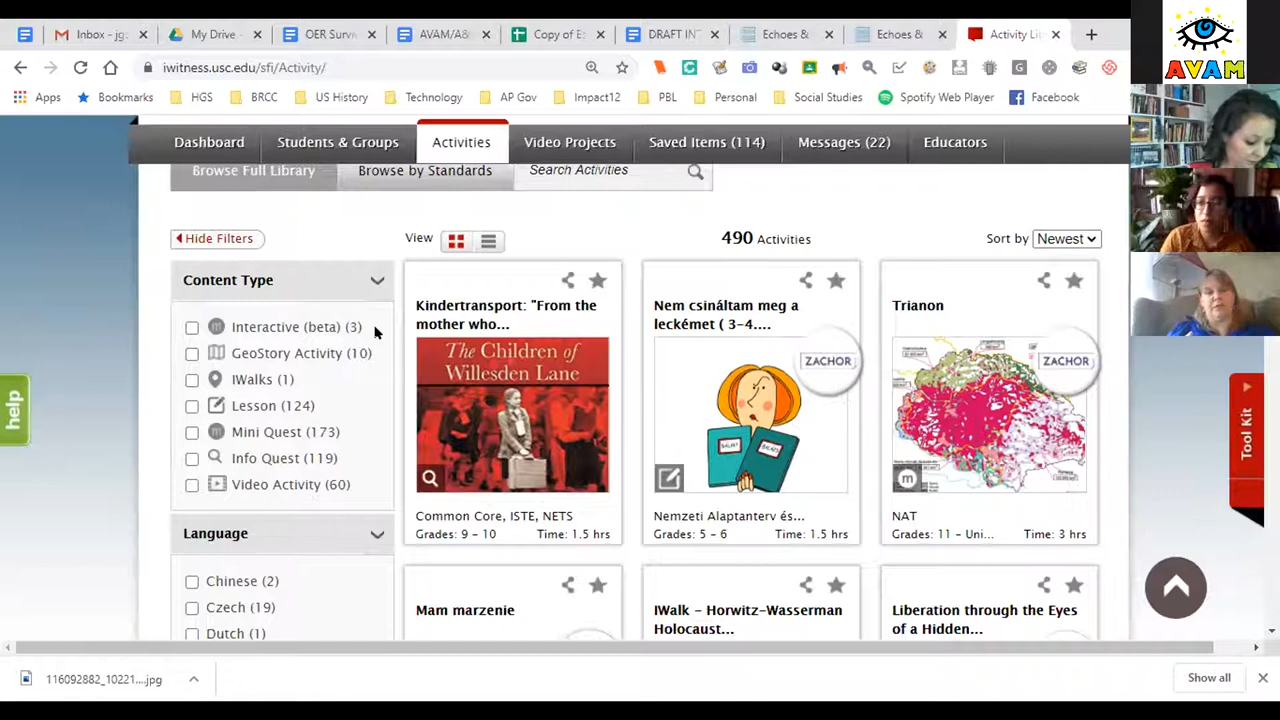 Inbox - jg:
My Drive -
OER Surv
AVAM/A&
Copy of E
DRAFT IN
Echoes &
Echoes &
Activity Li
iwitness.usc.edu/sfi/Activity/
Apps
Bookmarks
HGS
BRCC
US History
Technology
AP Gov
Impact12
PBL
Personal
Social Studies
Spotify Web Player
Facebook
AVAM
Dashboard
Students & Groups
Activities
Video Projects
Saved Items (114)
Messages (22)
Educators
Browse Full Library
Browse by Standards
Search Activities
Hide Filters
View
490 Activities
Sort by Newest
Content Type
Interactive (beta) (3)
GeoStory Activity (10)
IWalks (1)
Lesson (124)
Mini Quest (173)
Info Quest (119)
Video Activity (60)
Language
Chinese (2)
Czech (19)
Dutch (1)
Kindertransport: "From the
mother who...
The Children of
Willesden Lane
Common Core, ISTE, NETS
Grades: 9 - 10 Time: 1.5 hrs
Nem csináltam meg a
leckémet ( 3-4....
ZACHOR
Nemzeti Alaptanterv és...
Grades: 5 - 6 Time: 1.5 hrs
Trianon
ZACHOR
m
NAT
Grades: 11 - Uni... Time: 3 hrs
Mam marzenie
IWalk - Horwitz-Wasserman
Holocaust...
Liberation through the Eyes
of a Hidden...
help
Tool Kit
116092882_10221....jpg
Show all